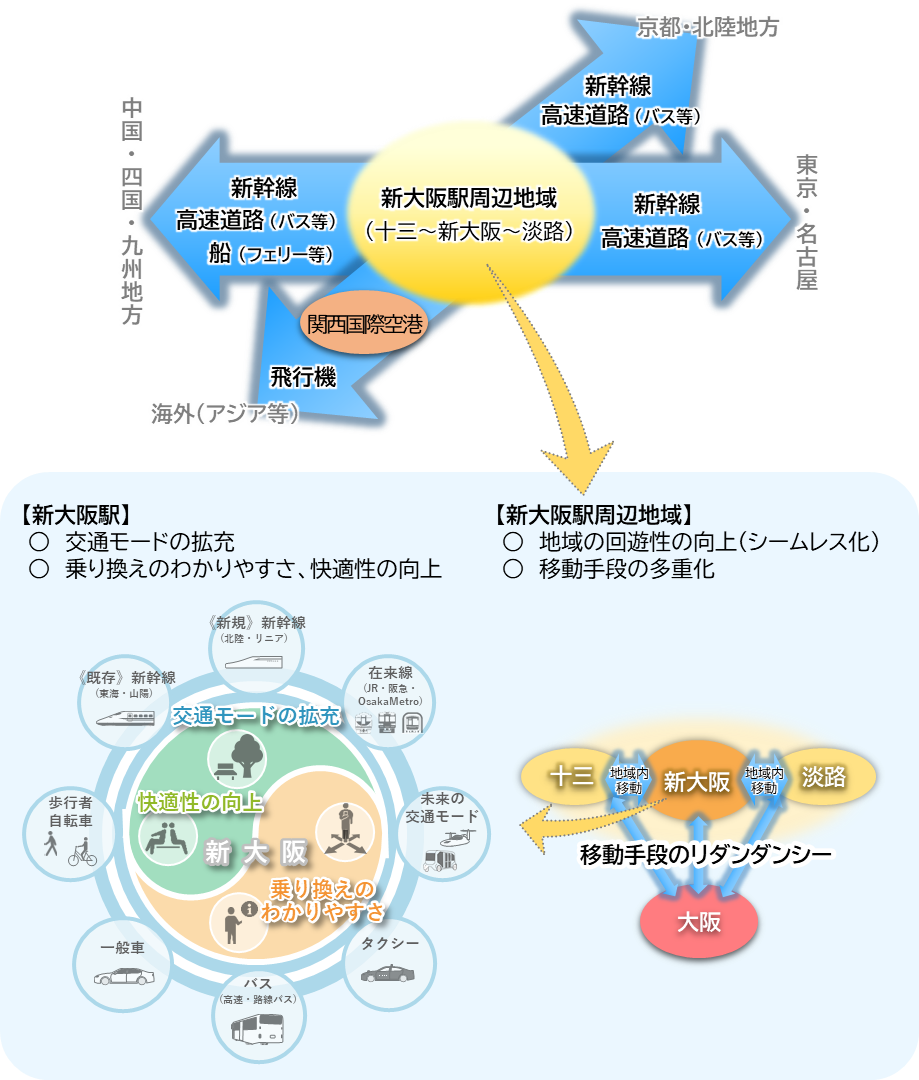 京都・北陸地方
新幹線
高速道路（バス等）
中国・四国・九州地方
新幹線
高速道路（バス等）
船（フェリー等）
新大阪駅周辺地域
（十三～新大阪～淡路）
新幹線
高速道路（バス等）
東京・名古屋
関西国際空港
飛行機
海外（アジア等）
【新大阪駅】
○ 交通モードの拡充
○ 乗り換えのわかりやすさ、快適性の向上
【新大阪駅周辺地域】
○ 地域の回遊性の向上（シームレス化）
○ 移動手段の多重化
《新規》新幹線
（北陸・リニア）
《既存》新幹線
（東海・山陽）
在来線
（JR・阪急・
OsakaMetro）
交通モードの拡充
快適性の向上
歩行者
自転車
未来の
交通モード
新大阪
乗り換えの
わかりやすさ
i
一般車
タクシー
バス
（高速・路線バス）
十三
地域内
移動
新大阪
地域内
移動
淡路
移動手段のリダンダンシー
大阪